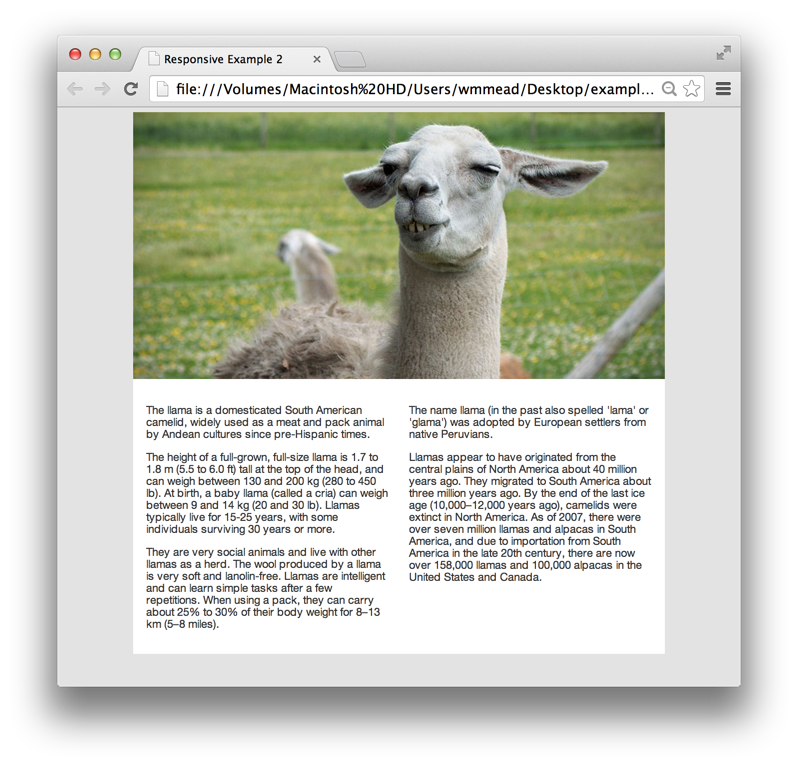 Responsive Example 2
file:///Volumes/Macintosh%20HD/Users/wmmead/Desktop/exampl...
The llama is a domesticated South American
camelid, widely used as a meat and pack animal
by Andean cultures since pre-Hispanic times.
The height of a full-grown, full-size llama is 1.7 to
1.8 m (5.5 to 6.0 ft) tall at the top of the head, and
can weigh between 130 and 200 kg (280 to 450
lb). At birth, a baby llama (called a cria) can weigh
between 9 and 14 kg (20 and 30 lb). Llamas
typically live for 15-25 years, with some
individuals surviving 30 years or more.
They are very social animals and live with other
llamas as a herd. The wool produced by a llama
is very soft and lanolin-free. Llamas are intelligent
and can learn simple tasks after a few
repetitions. When using a pack, they can carry
about 25% to 30% of their body weight for 8–13
km (5–8 miles).
The name llama (in the past also spelled 'lama' or
'glama') was adopted by European settlers from
native Peruvians.
Llamas appear to have originated from the
central plains of North America about 40 million
years ago. They migrated to South America about
three million years ago. By the end of the last ice
age (10,000–12,000 years ago), camelids were
extinct in North America. As of 2007, there were
over seven million llamas and alpacas in South
America, and due to importation from South
America in the late 20th century, there are now
over 158,000 llamas and 100,000 alpacas in the
United States and Canada.